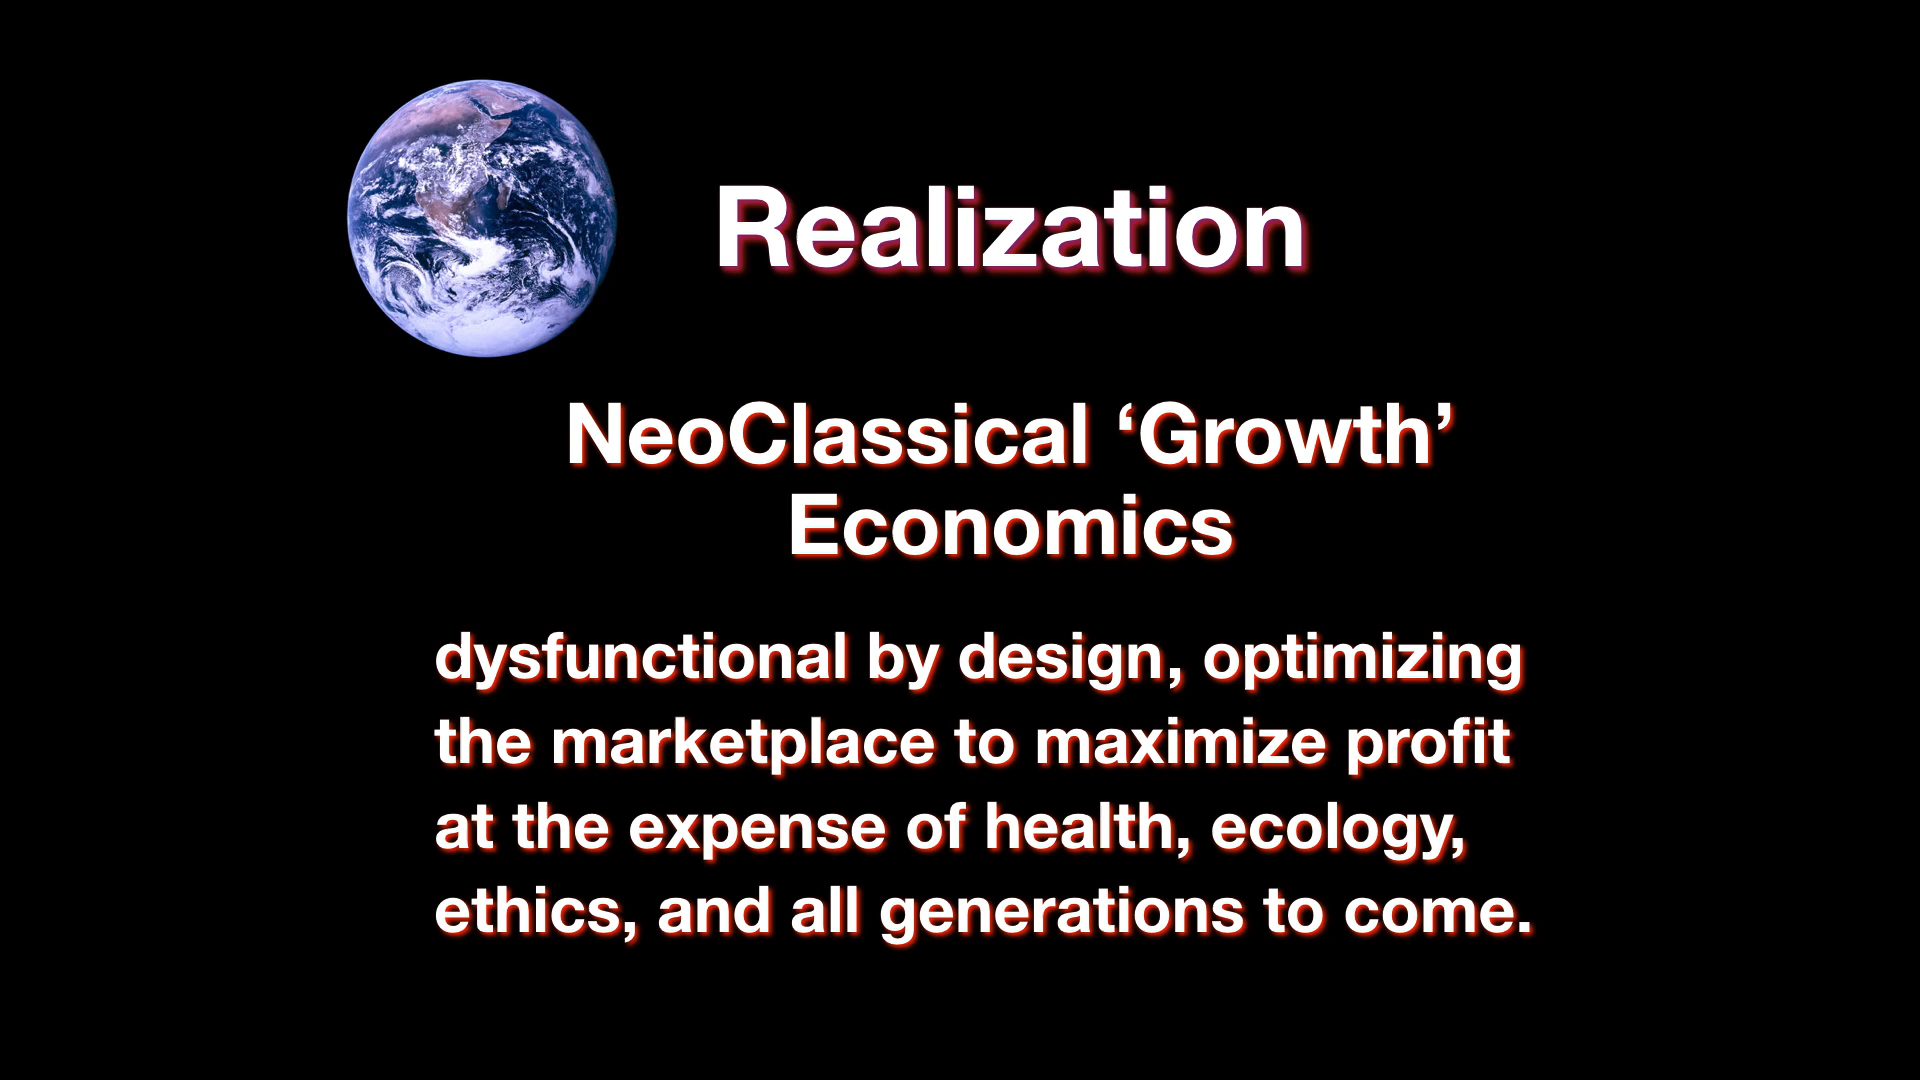 Realization
NeoClassical ‘Growth’
Economics
dysfunctional by design, optimizing
the marketplace to maximize profit
at the expense of health, ecology,
ethics, and all generations to come.